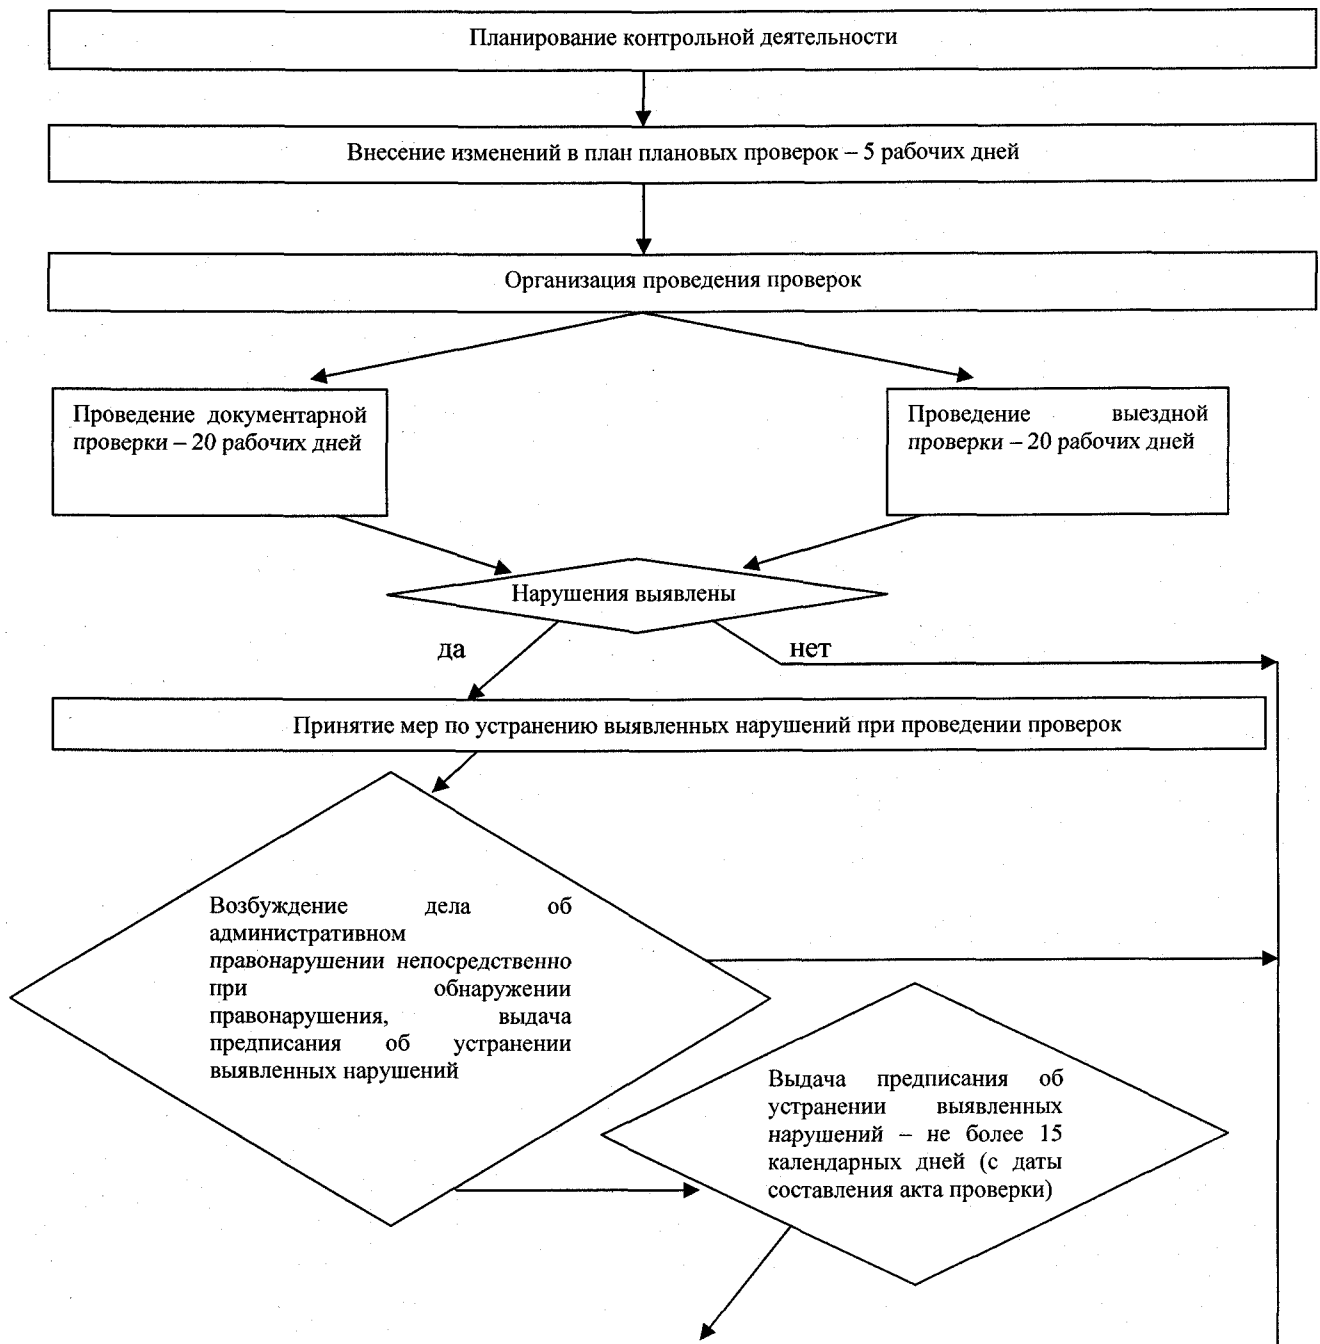 Планирование контрольной деятельности
Внесение изменений в план плановых проверок – 5 рабочих дней
Организация проведения проверок
Проведение документарной
проверки – 20 рабочих дней
Проведение выездной
проверки – 20 рабочих дней
Нарушения выявлены
да
нет
Принятие мер по устранению выявленных нарушений при проведении проверок
Возбуждение дела об
административном
правонарушении непосредственно
при обнаружении
правонарушения, выдача
предписания об устранении
выявленных нарушений
Выдача предписания об
устранении выявленных
нарушений – не более 15
календарных дней (с даты
составления акта проверки)